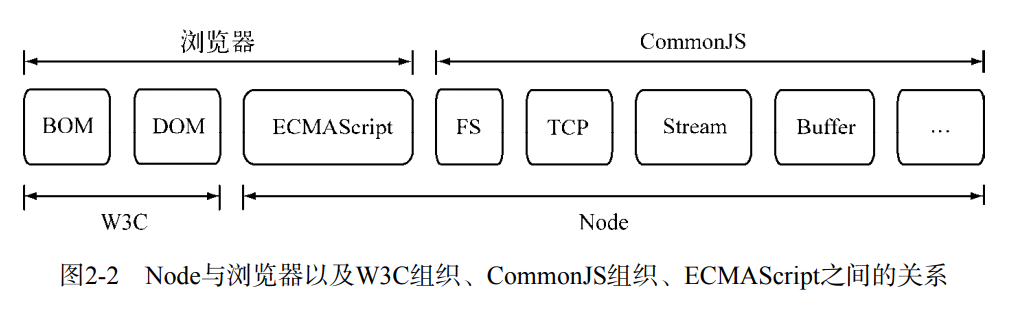 浏览器 CommonJS
BOM DOM ECMAScript FS TCP Stream Buffer …
W3C Node
图2-2 Node与浏览器以及W3C组织、CommonJS组织、ECMAScript之间的关系